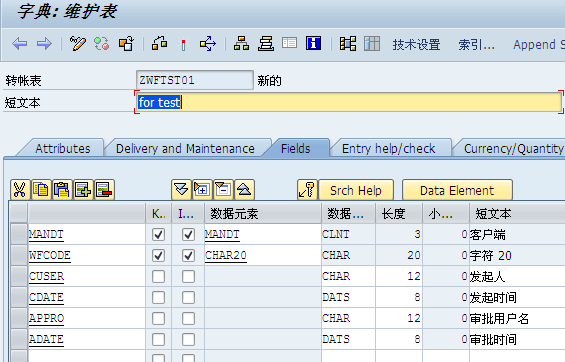 字典: 维护表
技术设置 索引... Append S
转帐表 ZWFTST01 新的
短文本 for test
Attributes Delivery and Maintenance Fields Entry help/check Currency/Quantity
Srch Help Data Element
K... I... 数据元素 数据... 长度 小... 短文本
MANDT MANDT CLNT 3 0 客户端
WFCODE CHAR20 CHAR 20 0 字符 20
CUSER CHAR 12 0 发起人
CDATE DATS 8 0 发起时间
APPRO CHAR 12 0 审批用户名
ADATE DATS 8 0 审批时间